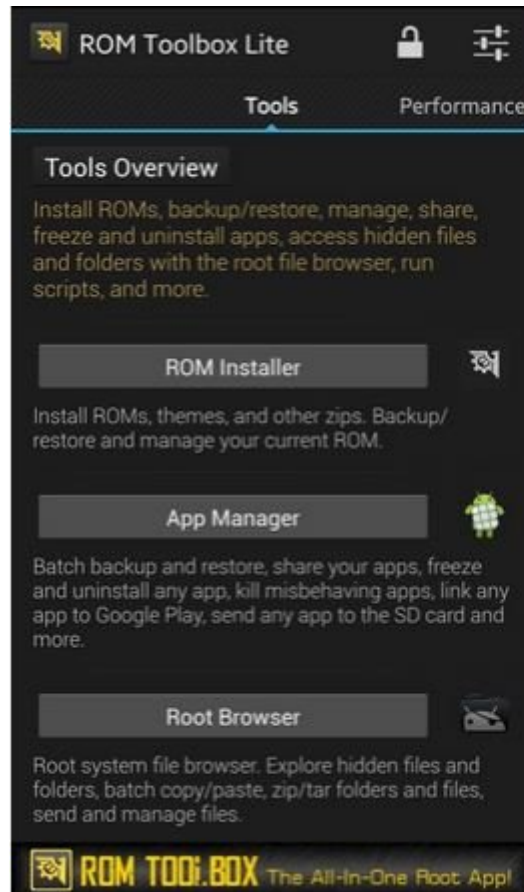 ROM Toolbox Lite
Tools Performance
Tools Overview
Install ROMs, backup/restore, manage, share,
freeze and uninstall apps, access hidden files
and folders with the root file browser, run
scripts, and more.
ROM Installer
Install ROMs, themes, and other zips. Backup/
restore and manage your current ROM.
App Manager
Batch backup and restore, share your apps, freeze
and uninstall any app, kill misbehaving apps, link any
app to Google Play, send any app to the SD card and
more.
Root Browser
Root system file browser. Explore hidden files and
folders, batch copy/paste, zip/tar folders and files,
send and manage files.
ROM TOOLBOX The All-In-One Root App!